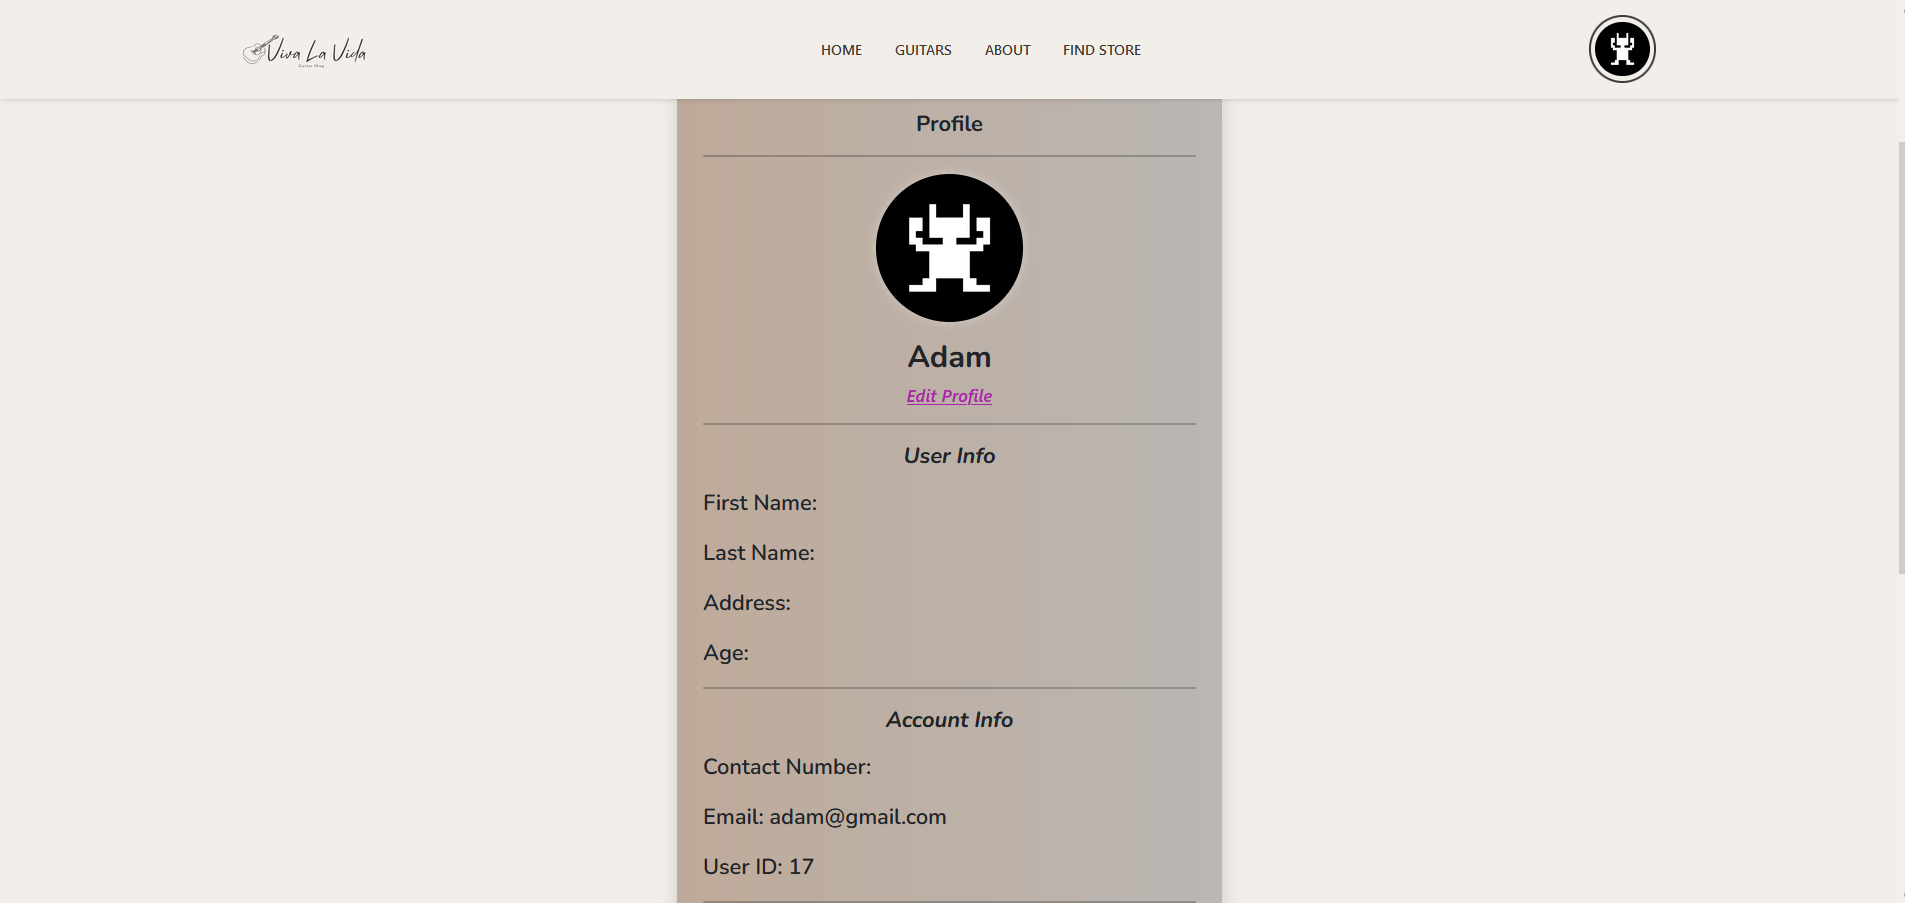 Viva La Vida
Guitar Shop
HOME
GUITARS
ABOUT
FIND STORE
Profile
Adam
Edit Profile
User Info
First Name:
Last Name:
Address:
Age:
Account Info
Contact Number:
Email: adam@gmail.com
User ID: 17